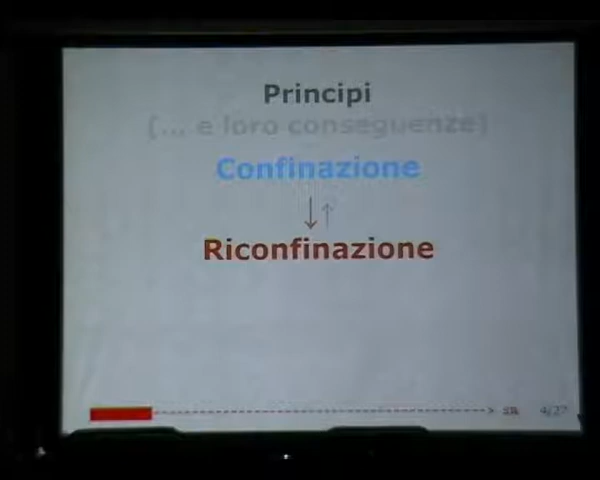 Principi
(... e loro conseguenze)
Confinazione
Riconfinazione
4/27